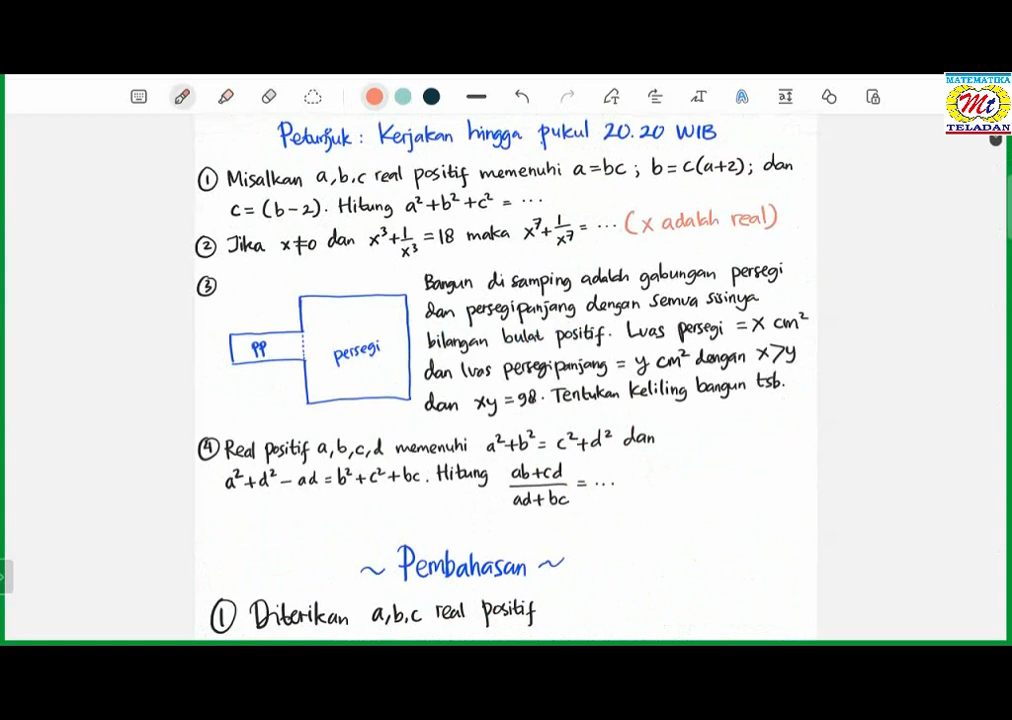 MATEMATIKA
Mt
TELADAN
Petunjuk : Kerjakan hingga pukul 20.20 WIB
① Misalkan a,b,c real positif memenuhi a=bc ; b=c(a+2); dan
c=(b-2). Hitung a²+b²+c² = ...
② Jika x≠0 dan x³+1/x³=18 maka x⁷+1/x⁷= ... (x adalah real)
③
Bangun di samping adalah gabungan persegi
dan persegipanjang dengan semua sisinya
bilangan bulat positif. Luas persegi = x cm²
dan luas persegipanjang = y cm² dengan x>y
dan xy = 98. Tentukan keliling bangun tsb.
PP
persegi
④ Real positif a,b,c,d memenuhi a²+b²= c²+d² dan
a²+d²-ad=b²+c²+bc. Hitung (ab+cd)/(ad+bc) = ...
~ Pembahasan ~
① Diberikan a,b,c real positif